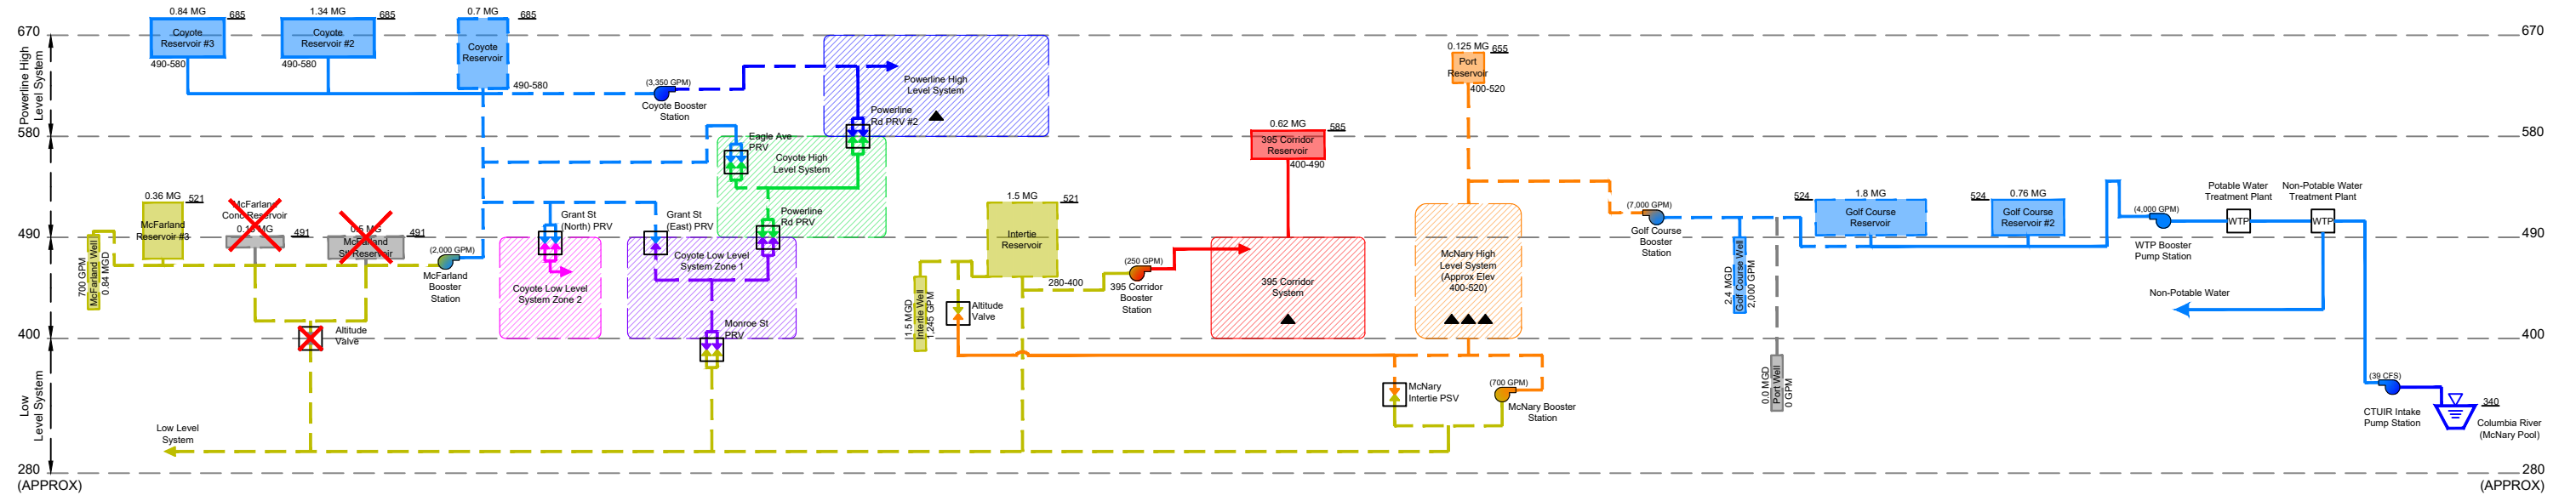 670
580
490
400
280
(APPROX)
Powerline High
Level System
Low
Level System
0.84 MG
685
Coyote
Reservoir #3
490-580
1.34 MG
685
Coyote
Reservoir #2
490-580
0.7 MG
685
Coyote
Reservoir
490-580
(3,350 GPM)
Coyote Booster
Station
Powerline High
Level System
Powerline
Rd PRV #2
Eagle Ave
PRV
Coyote High
Level System
Powerline
Rd PRV
Grant St
(North) PRV
Grant St
(East) PRV
Coyote Low Level
System Zone 2
Coyote Low Level
System Zone 1
Monroe St
PRV
0.36 MG
521
McFarland
Reservoir #3
McFarland
Conc Reservoir
491
0.5 MG
491
McFarland
Stl Reservoir
700 GPM
McFarland Well
0.84 MGD
(2,000 GPM)
McFarland
Booster
Station
Altitude
Valve
Low Level
System
1.5 MG
521
Intertie
Reservoir
280-400
1.5 MGD
Intertie Well
1,245 GPM
Altitude
Valve
(250 GPM)
395 Corridor
Booster
Station
0.62 MG
585
395 Corridor
Reservoir
400-490
395 Corridor
System
0.125 MG
655
Port
Reservoir
400-520
McNary High
Level System
(Approx Elev
400-520)
McNary
Intertie PSV
(700 GPM)
McNary Booster
Station
(7,000 GPM)
Golf Course
Booster
Station
2.4 MGD
Golf Course Well
2,000 GPM
0.0 MGD
Port Well
0 GPM
524
1.8 MG
Golf Course
Reservoir
524
0.76 MG
Golf Course
Reservoir #2
(4,000 GPM)
WTP Booster
Pump Station
Potable Water
Treatment Plant
WTP
Non-Potable Water
Treatment Plant
WTP
Non-Potable Water
(39 CFS)
CTUIR Intake
Pump Station
340
Columbia River
(McNary Pool)
670
580
490
400
280
(APPROX)